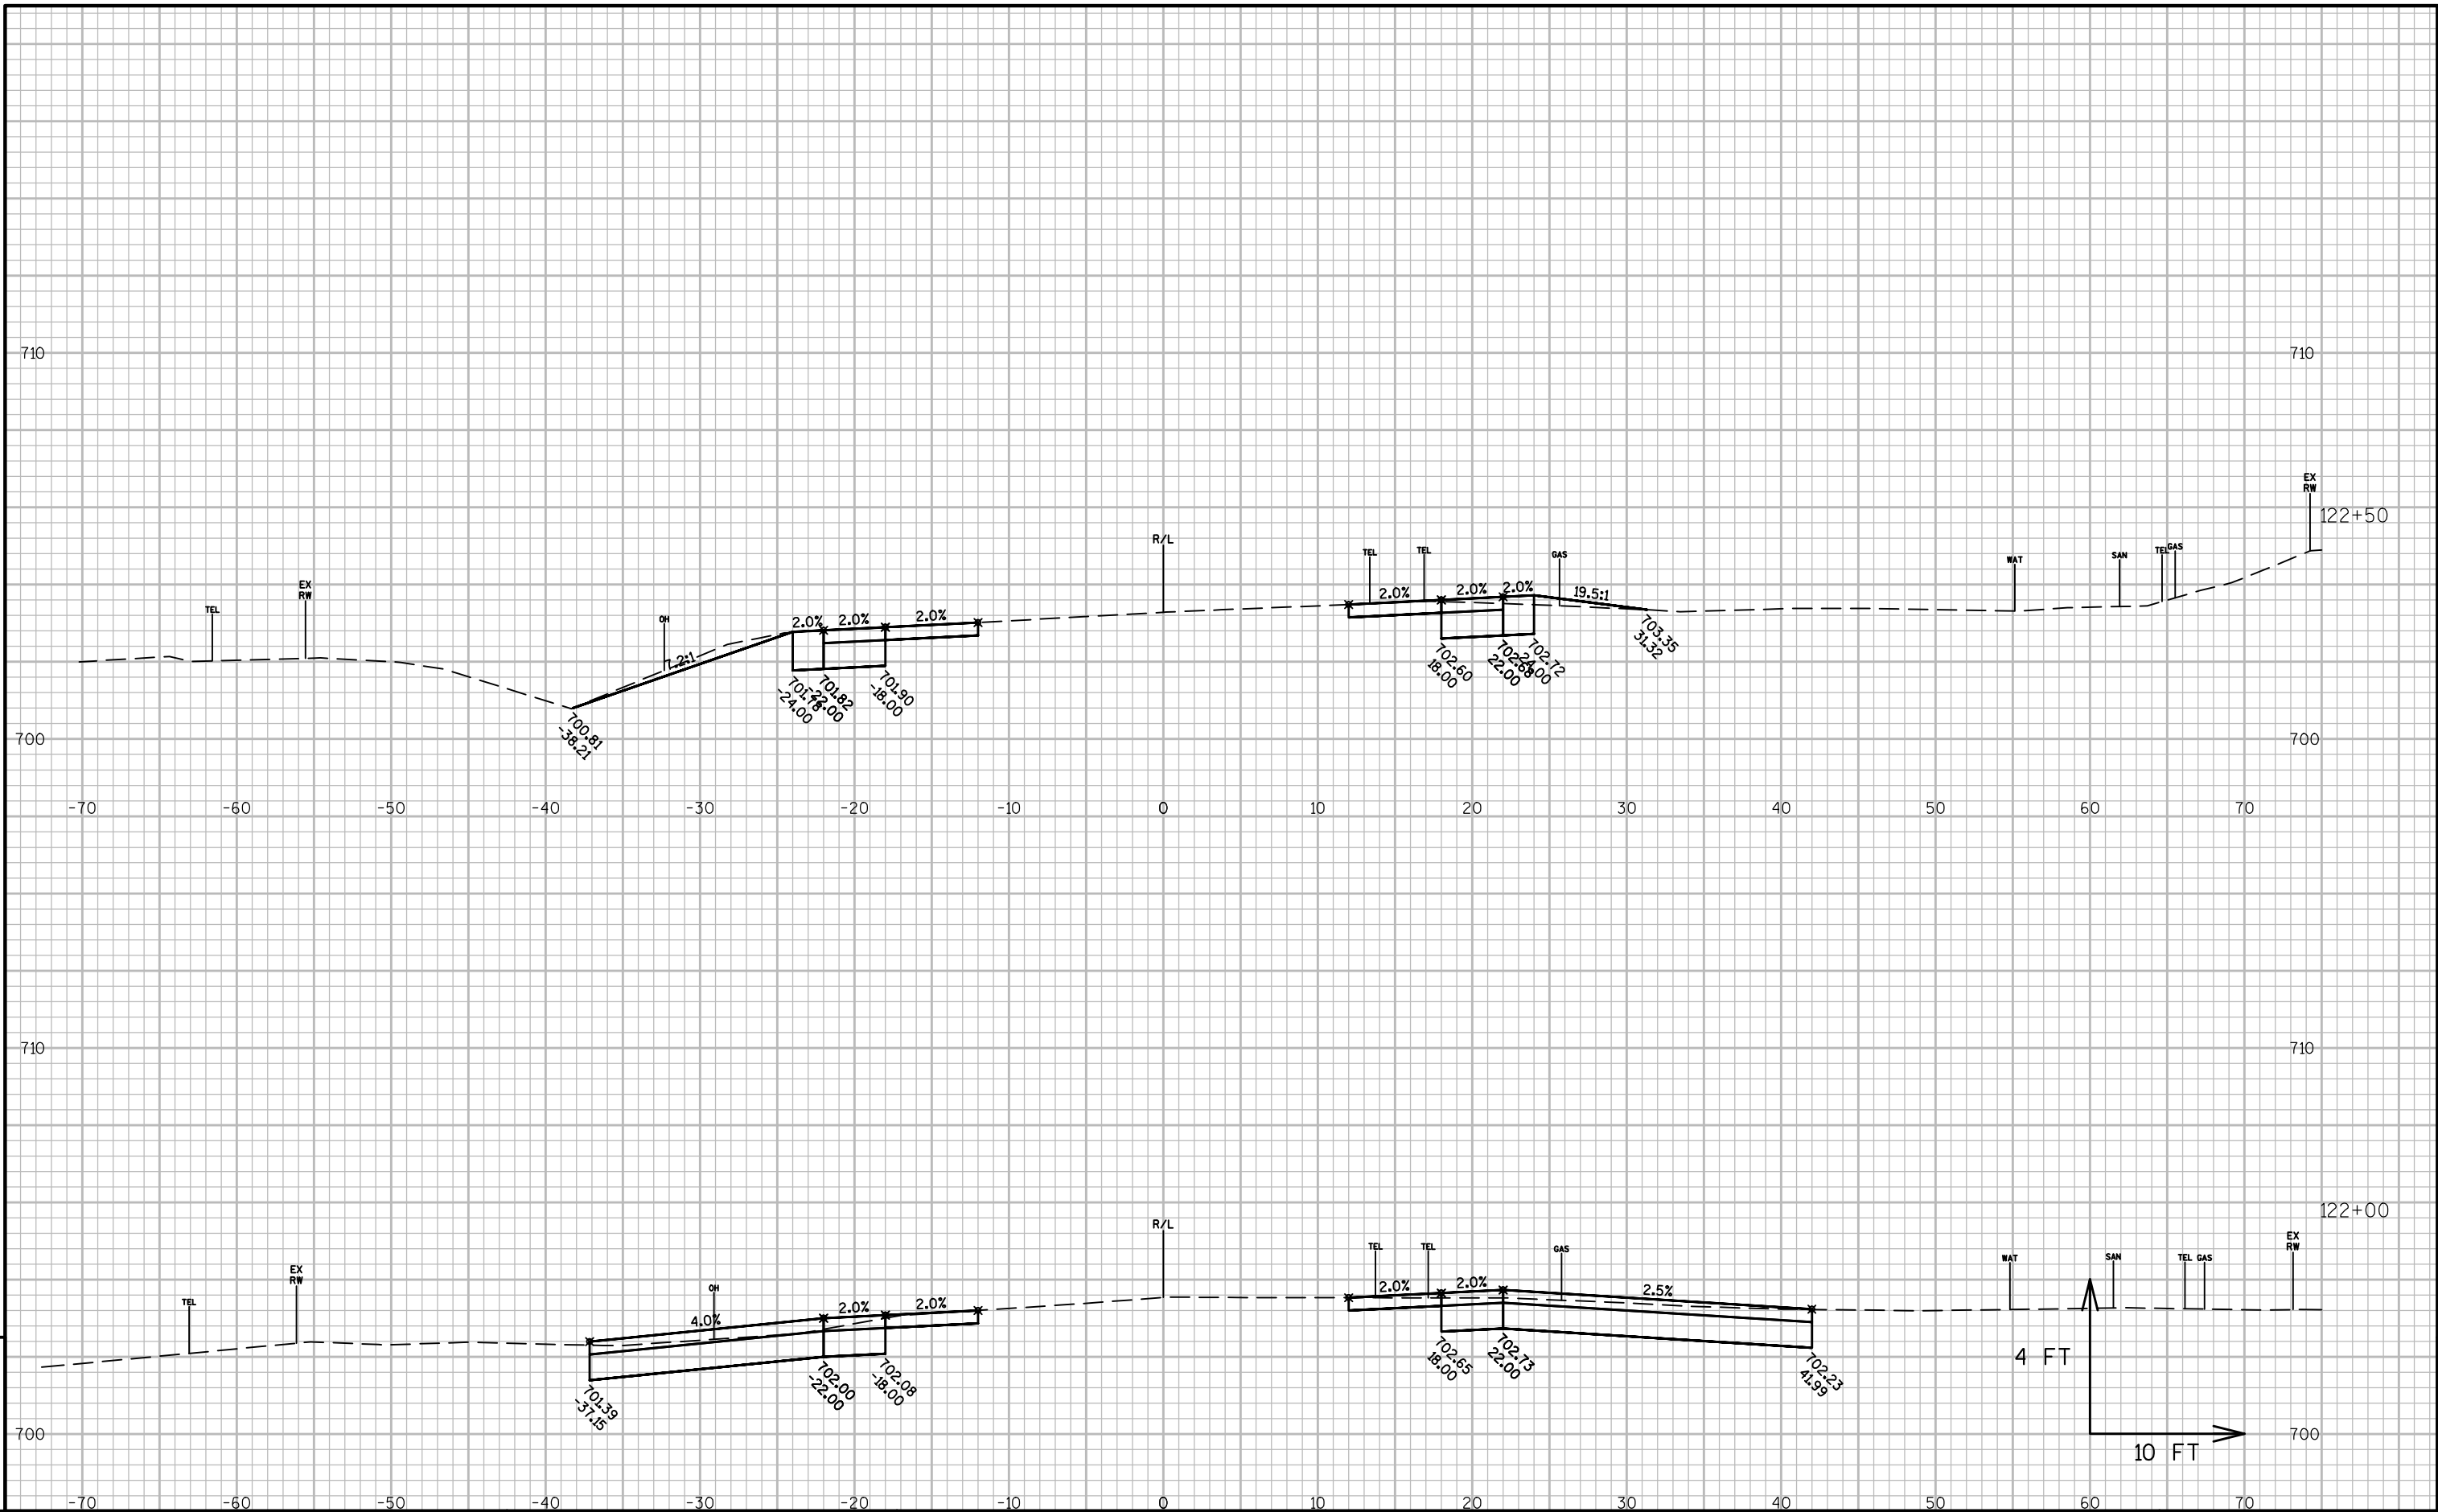 710
710
EX
RW
122+50
R/L
TEL
TEL
GAS
WAT
SAN
TEL
GAS
EX
RW
TEL
OH
2.0%
2.0%
2.0%
2.0%
2.0%
2.0%
19.5:1
7.2:1
700.81
-38.21
701.78
-24.00
701.82
-22.00
701.90
-18.00
702.60
18.00
702.68
22.00
702.72
24.00
703.35
31.32
700
700
-70 -60 -50 -40 -30 -20 -10 0 10 20 30 40 50 60 70
710
710
122+00
R/L
EX
RW
TEL
TEL
GAS
WAT
SAN
TEL
GAS
EX
RW
TEL
OH
4.0%
2.0%
2.0%
2.0%
2.0%
2.5%
701.39
-37.15
702.00
-22.00
702.08
-18.00
702.65
18.00
702.73
22.00
702.23
41.99
4 FT
10 FT
700
700
-70 -60 -50 -40 -30 -20 -10 0 10 20 30 40 50 60 70